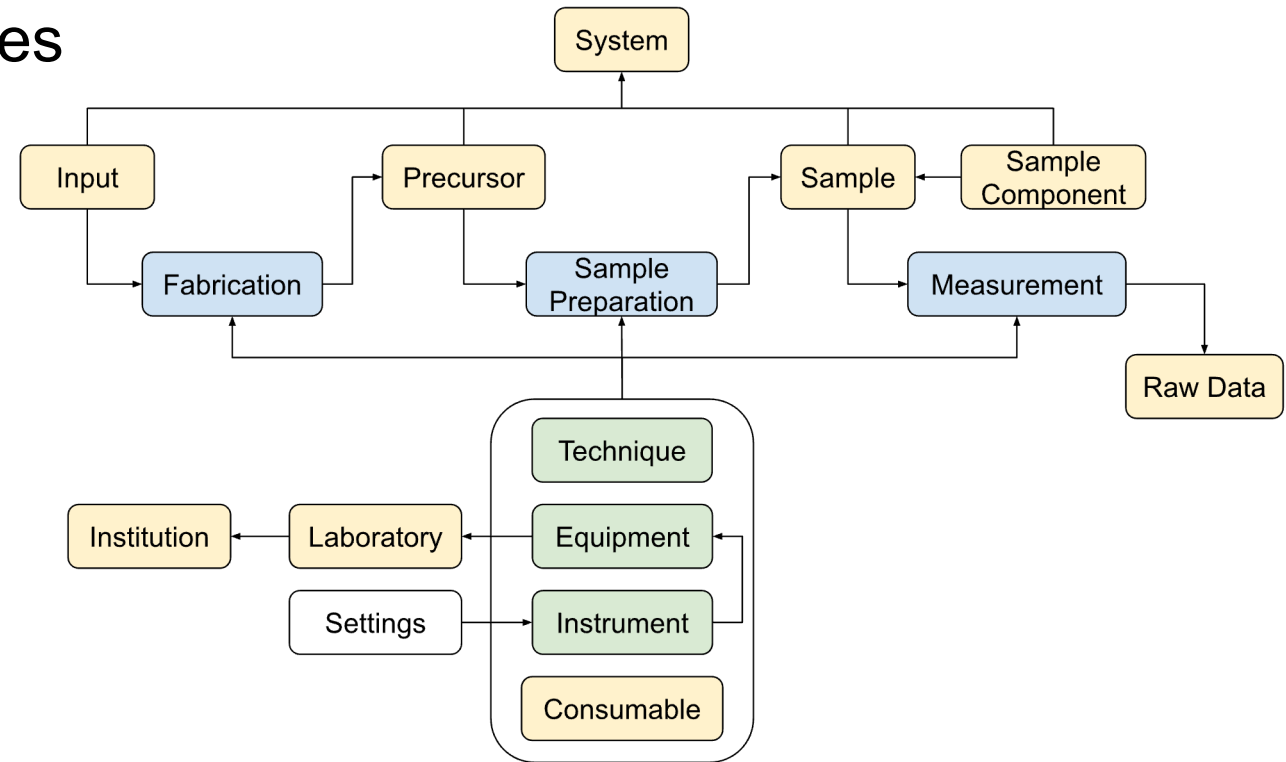 es
System
Input
Precursor
Sample
Sample
Component
Fabrication
Sample
Preparation
Measurement
Raw Data
Technique
Institution
Laboratory
Equipment
Settings
Instrument
Consumable